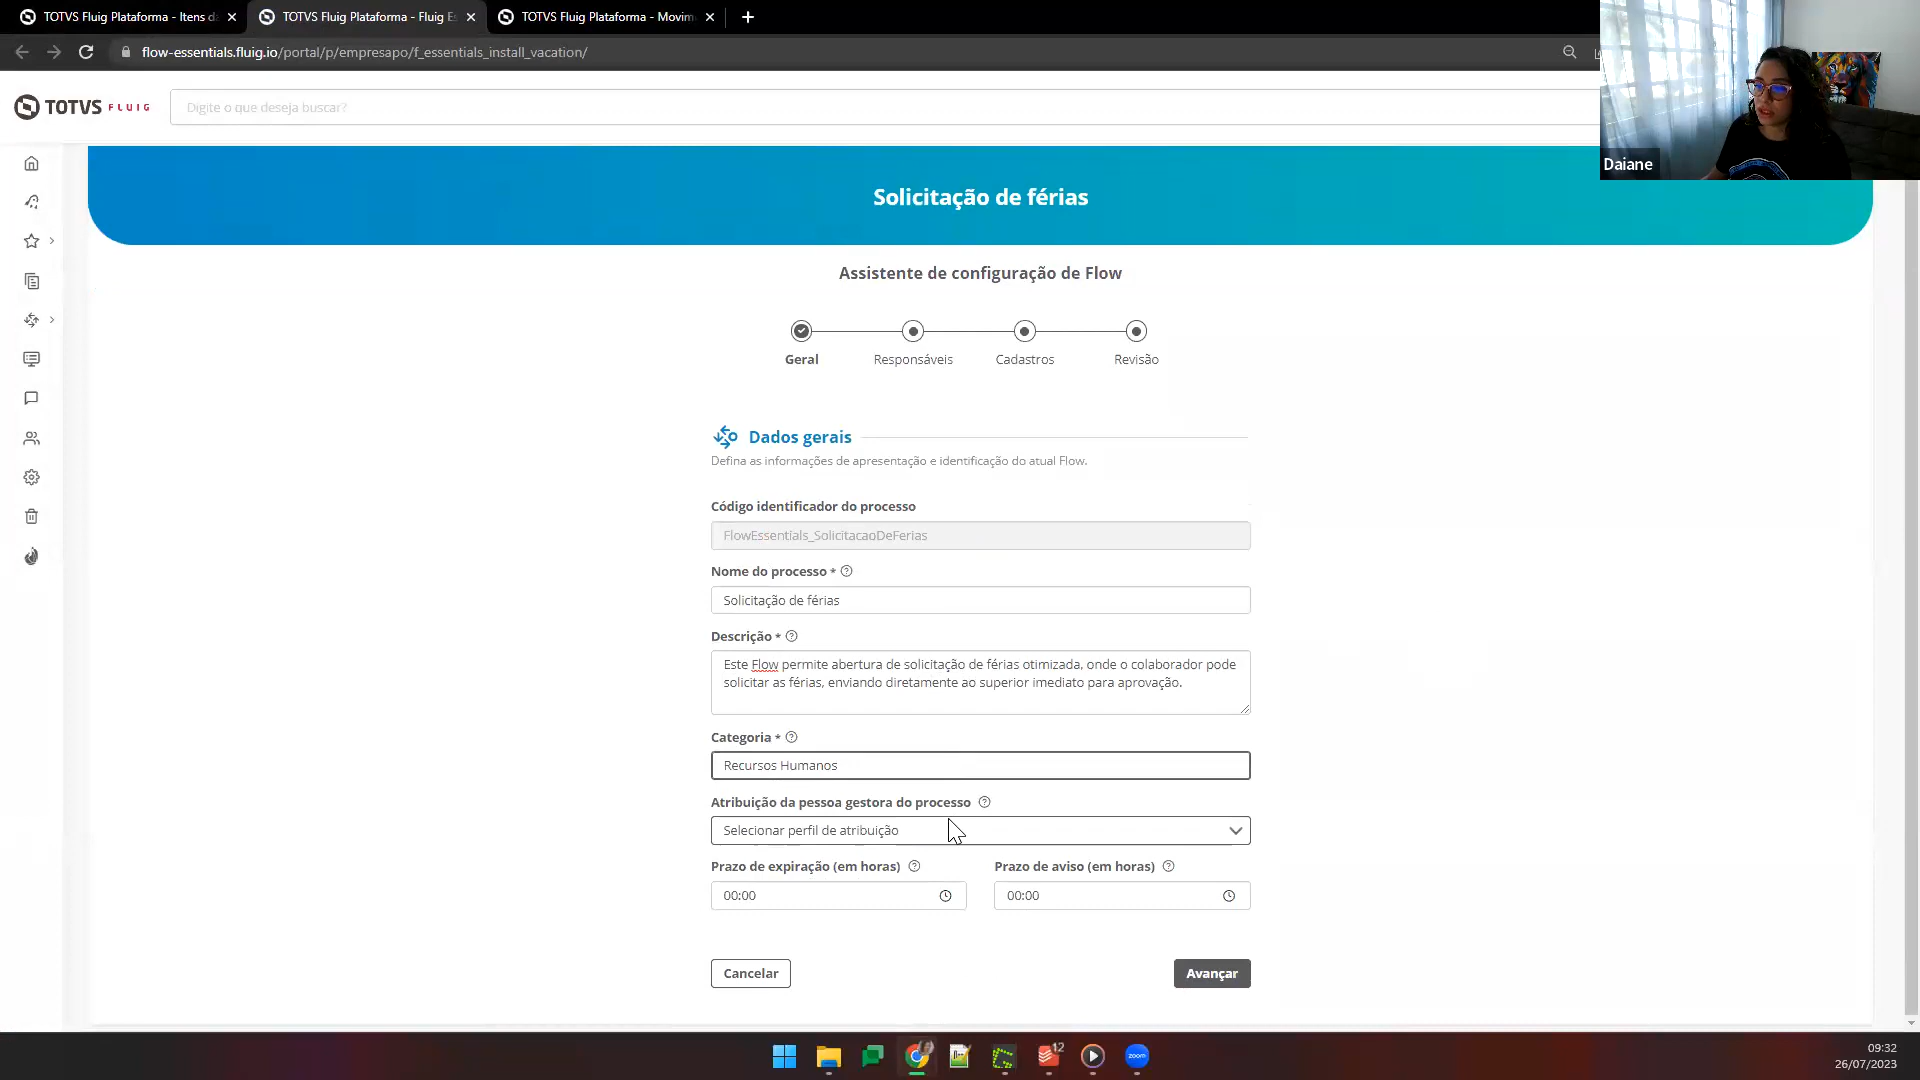 TOTVS Fluig Plataforma - Itens da
TOTVS Fluig Plataforma - Fluig Es
TOTVS Fluig Plataforma - Movim
flow-essentials.fluig.io/portal/p/empresapo/f_essentials_install_vacation/
TOTVS FLUIG
Digite o que deseja buscar?
Daiane
Solicitação de férias
Assistente de configuração de Flow
Geral
Responsáveis
Cadastros
Revisão
Dados gerais
Defina as informações de apresentação e identificação do atual Flow.
Código identificador do processo
FlowEssentials_SolicitacaoDeFerias
Nome do processo *
Solicitação de férias
Descrição *
Este Flow permite abertura de solicitação de férias otimizada, onde o colaborador pode
solicitar as férias, enviando diretamente ao superior imediato para aprovação.
Categoria *
Recursos Humanos
Atribuição da pessoa gestora do processo
Selecionar perfil de atribuição
Prazo de expiração (em horas)
Prazo de aviso (em horas)
00:00
00:00
Cancelar
Avançar
12
zoom
09:32
26/07/2023